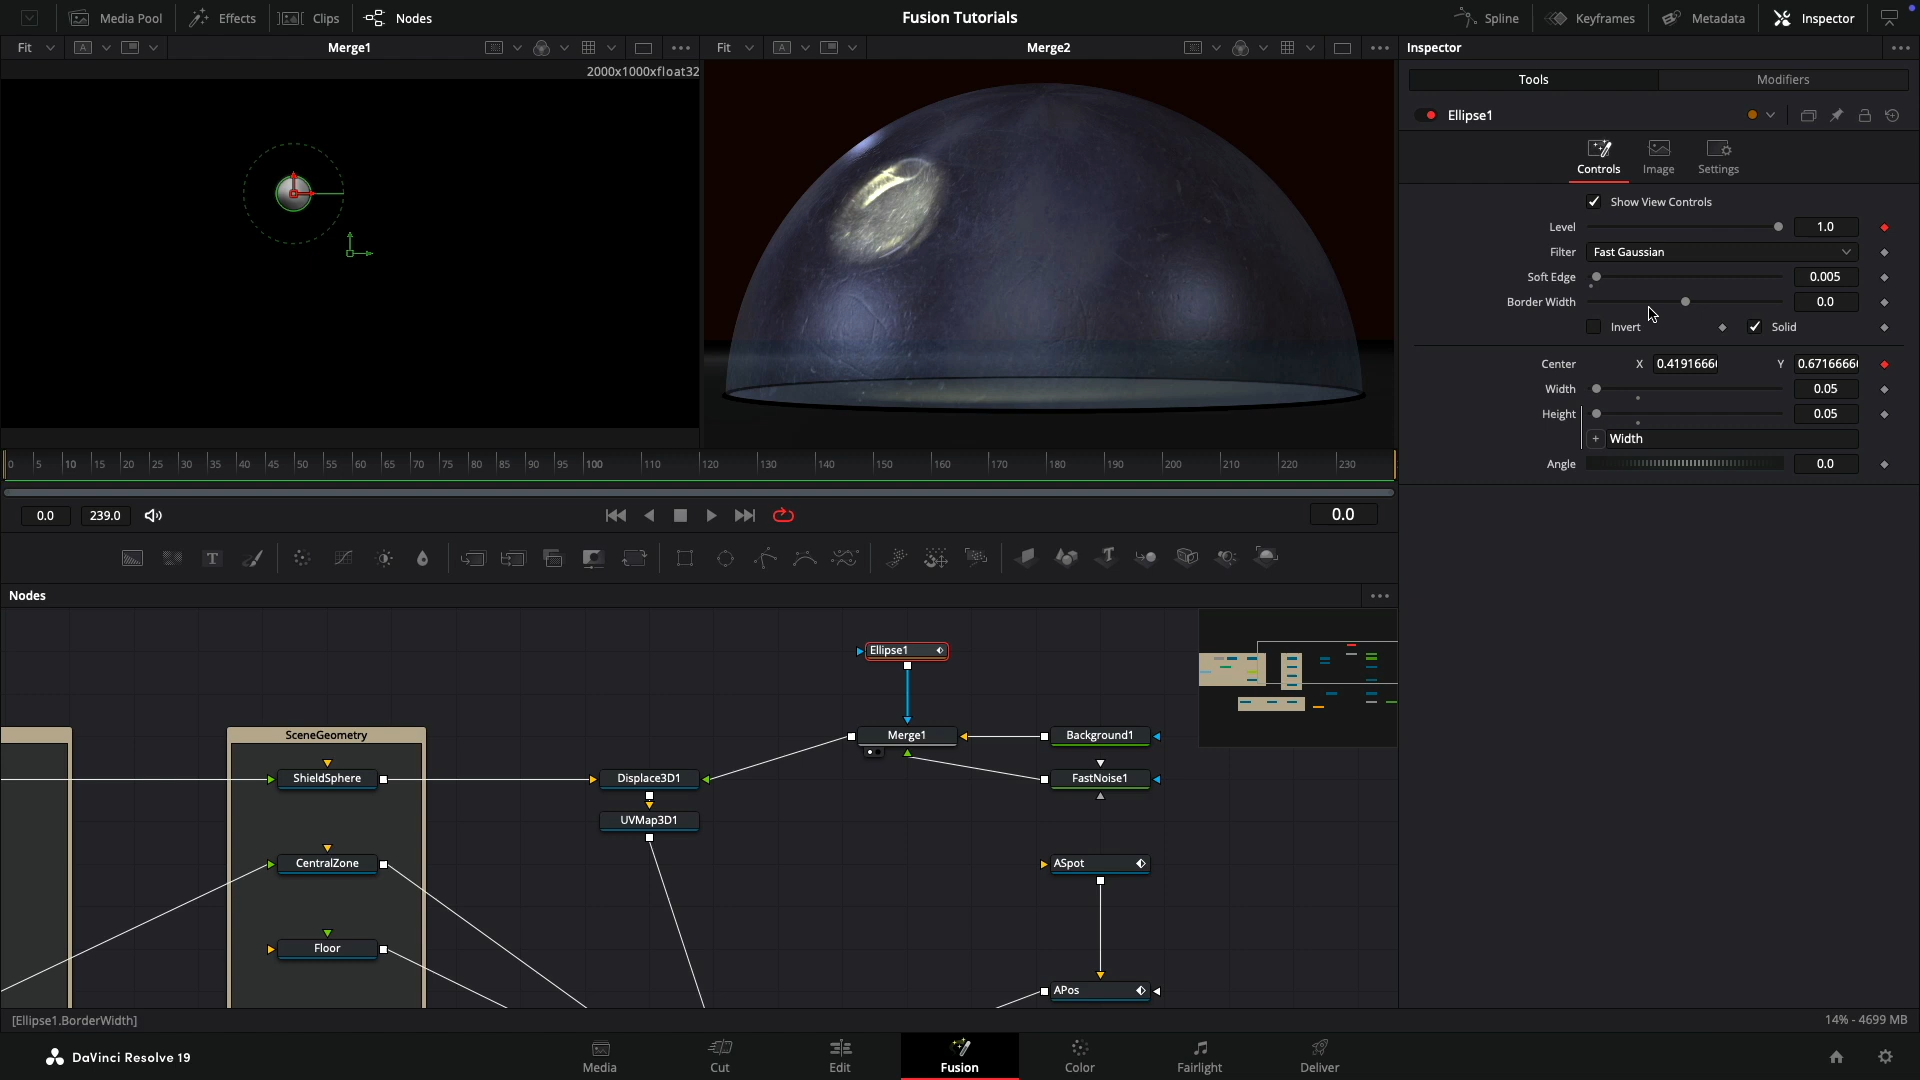 Media Pool
Effects
Clips
Nodes
Fusion Tutorials
Spline
Keyframes
Metadata
Inspector
Fit
A
Merge1
Fit
A
Merge2
Inspector
2000x1000xfloat32
Tools
Modifiers
Ellipse1
Controls
Image
Settings
Show View Controls
Level 1.0
Filter Fast Gaussian
Soft Edge 0.005
Border Width 0.0
Invert Solid
Center X 0.4191666 Y 0.6716666
Width 0.05
Height 0.05
+ Width
Angle 0.0
0 5 10 15 20 25 30 35 40 45 50 55 60 65 70 75 80 85 90 95 100 110 120 130 140 150 160 170 180 190 200 210 220 230
0.0 239.0 0.0
T
Nodes
Ellipse1
SceneGeometry
Merge1
Background1
ShieldSphere
Displace3D1
FastNoise1
UVMap3D1
CentralZone
ASpot
Floor
APos
[Ellipse1.BorderWidth]
14% - 4699 MB
DaVinci Resolve 19
Media
Cut
Edit
Fusion
Color
Fairlight
Deliver